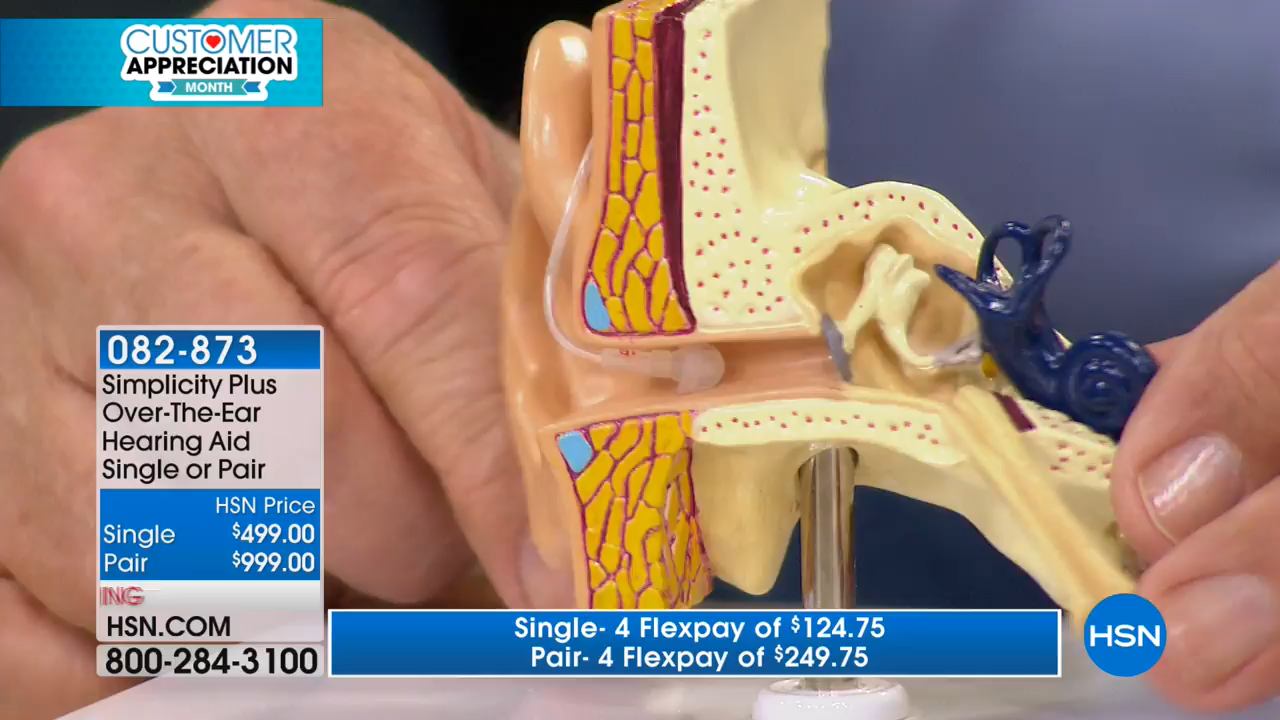 CUSTOMER
APPRECIATION
MONTH
082-873
Simplicity Plus
Over-The-Ear
Hearing Aid
Single or Pair
HSN Price
Single $499.00
Pair $999.00
ING
HSN.COM
800-284-3100
Single- 4 Flexpay of $124.75
Pair- 4 Flexpay of $249.75
HSN